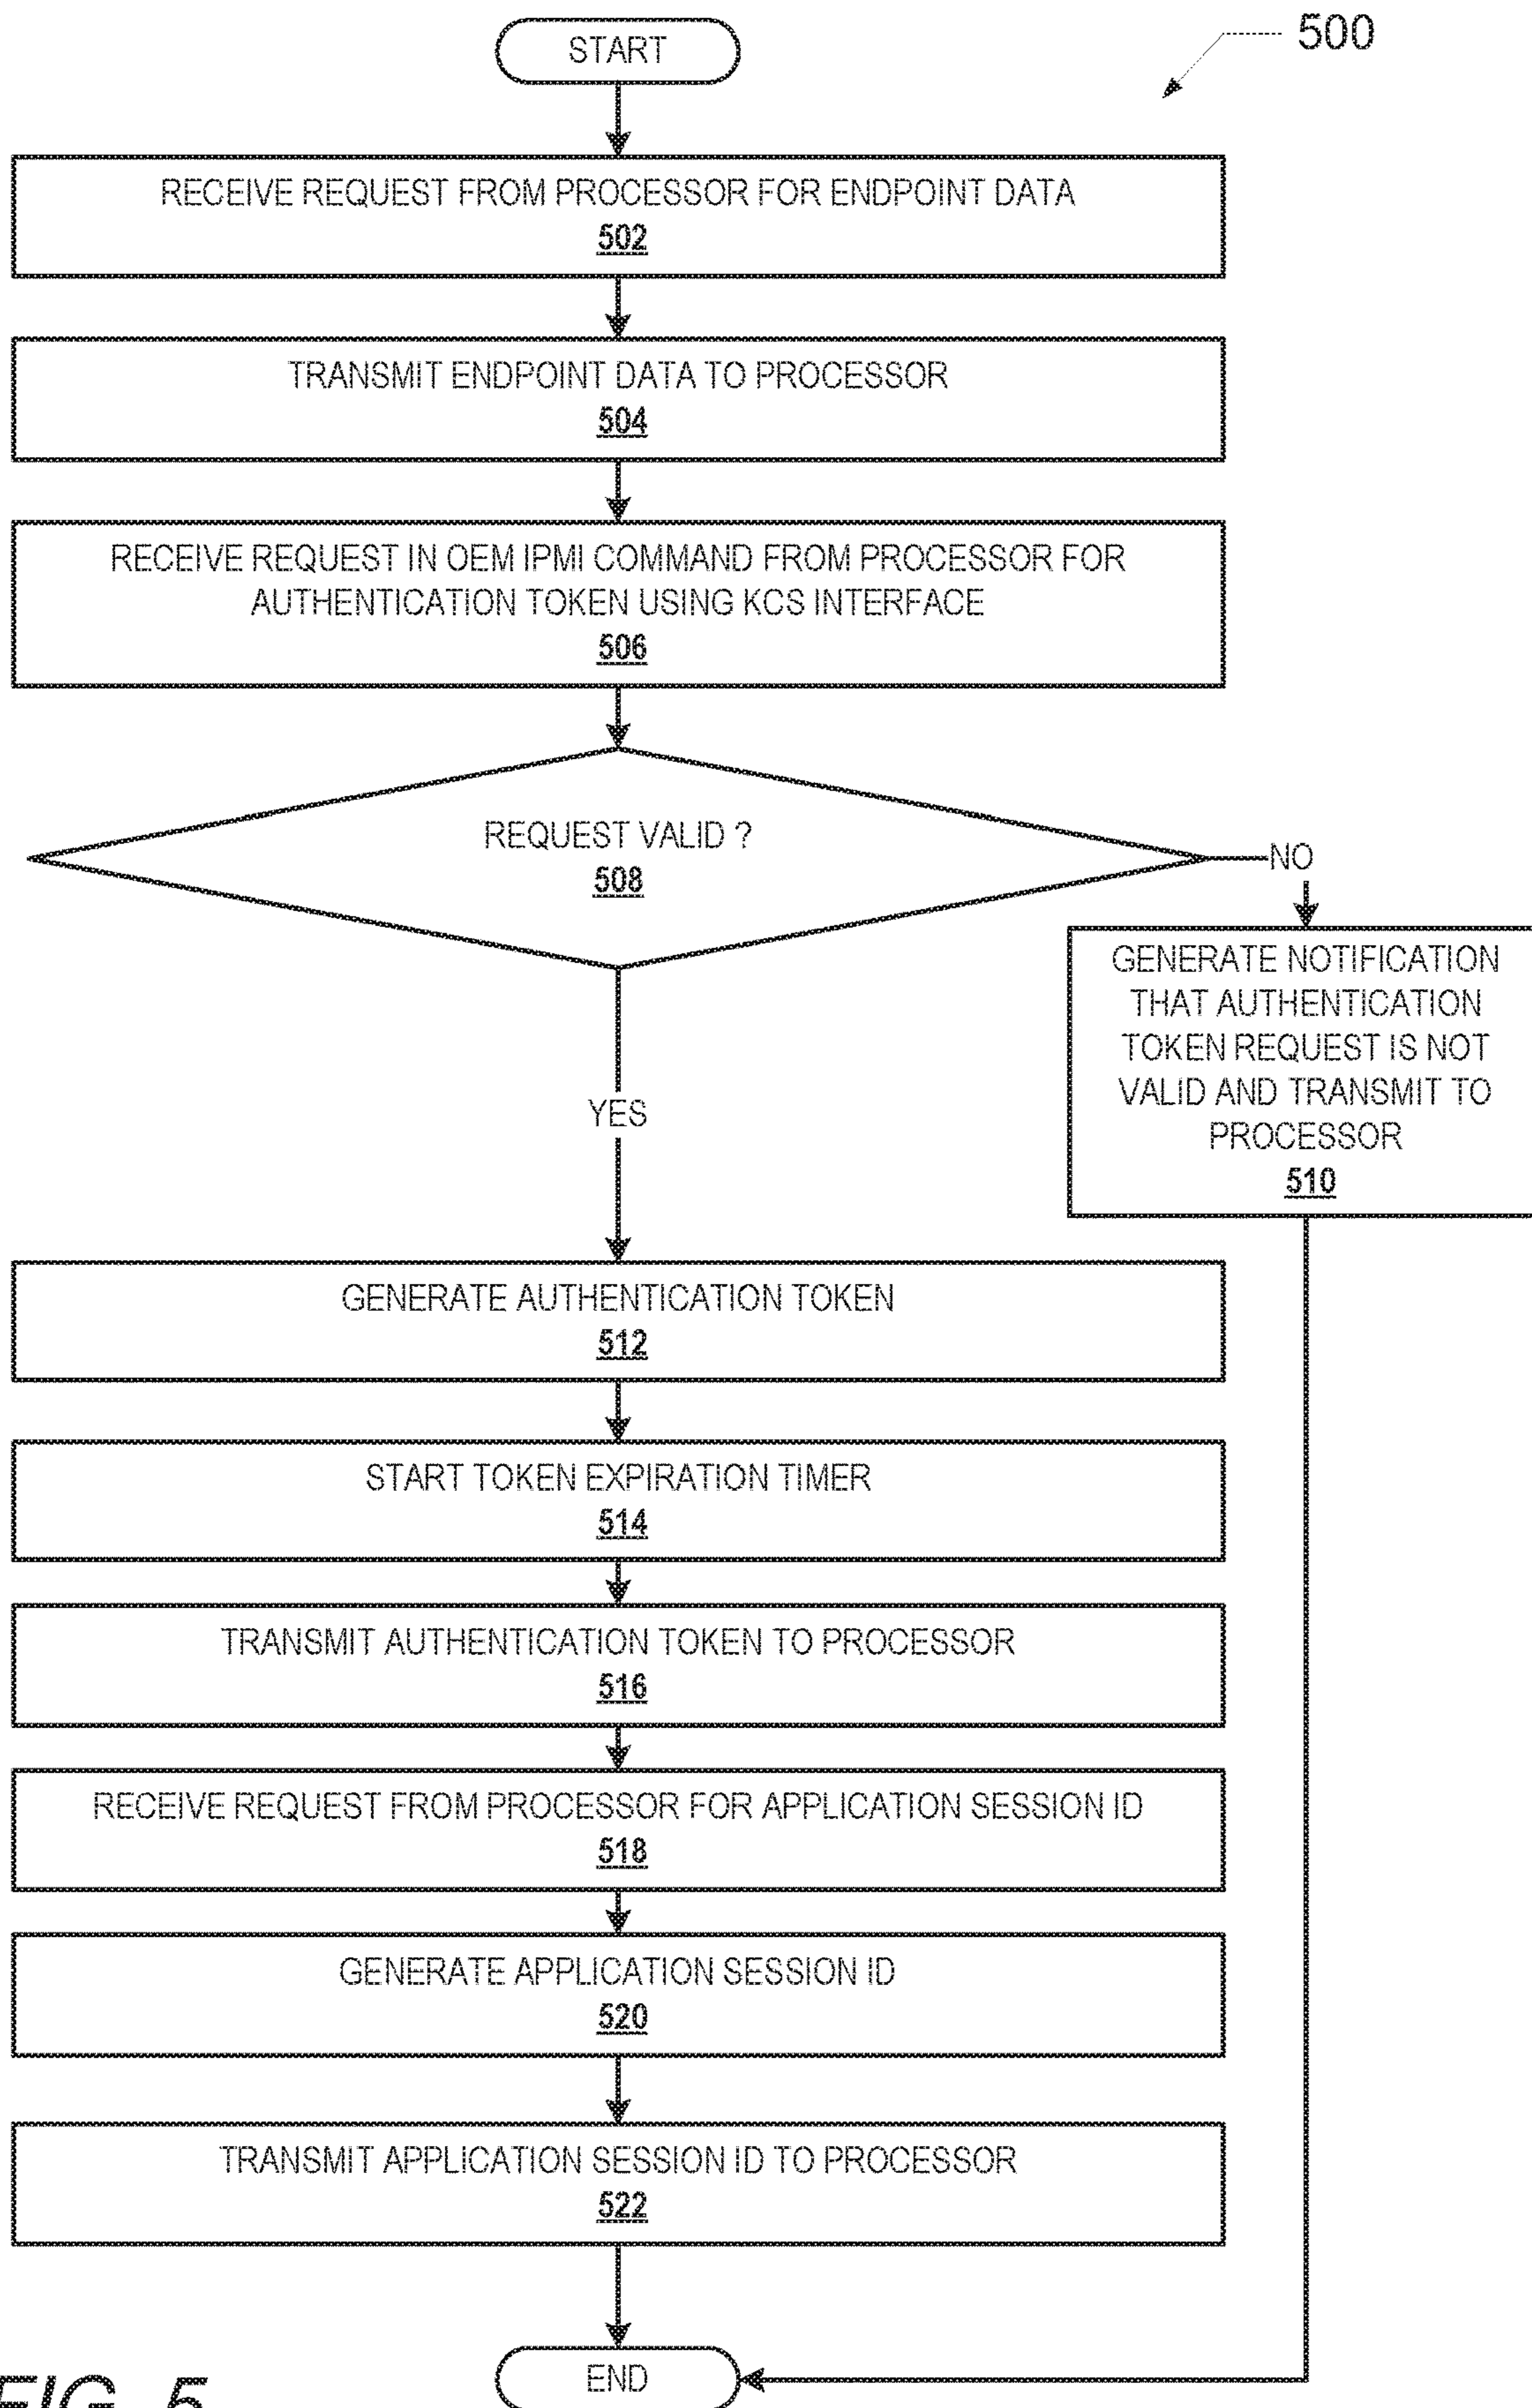 START
500
RECEIVE REQUEST FROM PROCESSOR FOR ENDPOINT DATA
502
TRANSMIT ENDPOINT DATA TO PROCESSOR
504
RECEIVE REQUEST IN OEM IPMI COMMAND FROM PROCESSOR FOR
AUTHENTICATION TOKEN USING KCS INTERFACE
506
REQUEST VALID ?
508
NO
GENERATE NOTIFICATION
THAT AUTHENTICATION
TOKEN REQUEST IS NOT
VALID AND TRANSMIT TO
PROCESSOR
510
YES
GENERATE AUTHENTICATION TOKEN
512
START TOKEN EXPIRATION TIMER
514
TRANSMIT AUTHENTICATION TOKEN TO PROCESSOR
516
RECEIVE REQUEST FROM PROCESSOR FOR APPLICATION SESSION ID
518
GENERATE APPLICATION SESSION ID
520
TRANSMIT APPLICATION SESSION ID TO PROCESSOR
522
END
FIG. 5